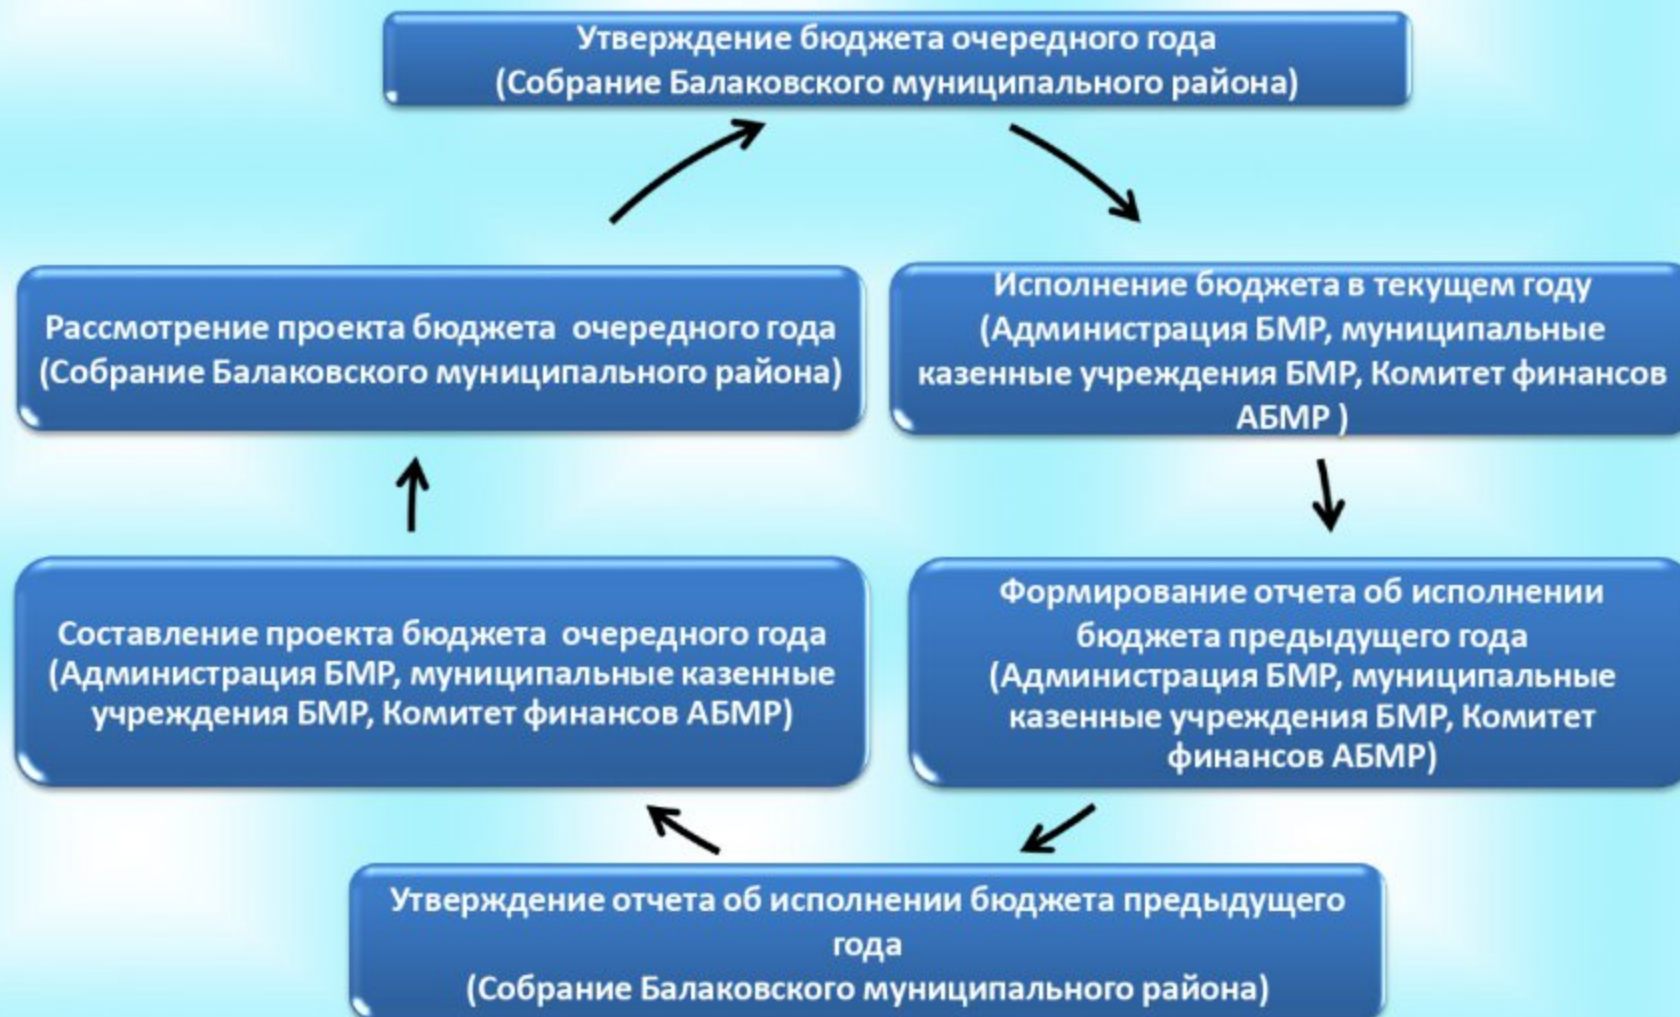 Утверждение бюджета очередного года
(Собрание Балаковского муниципального района)
Рассмотрение проекта бюджета очередного года
(Собрание Балаковского муниципального района)
Исполнение бюджета в текущем году
(Администрация БМР, муниципальные
казенные учреждения БМР, Комитет финансов
АБМР )
Составление проекта бюджета очередного года
(Администрация БМР, муниципальные казенные
учреждения БМР, Комитет финансов АБМР)
Формирование отчета об исполнении
бюджета предыдущего года
(Администрация БМР, муниципальные
казенные учреждения БМР, Комитет
финансов АБМР)
Утверждение отчета об исполнении бюджета предыдущего
года
(Собрание Балаковского муниципального района)